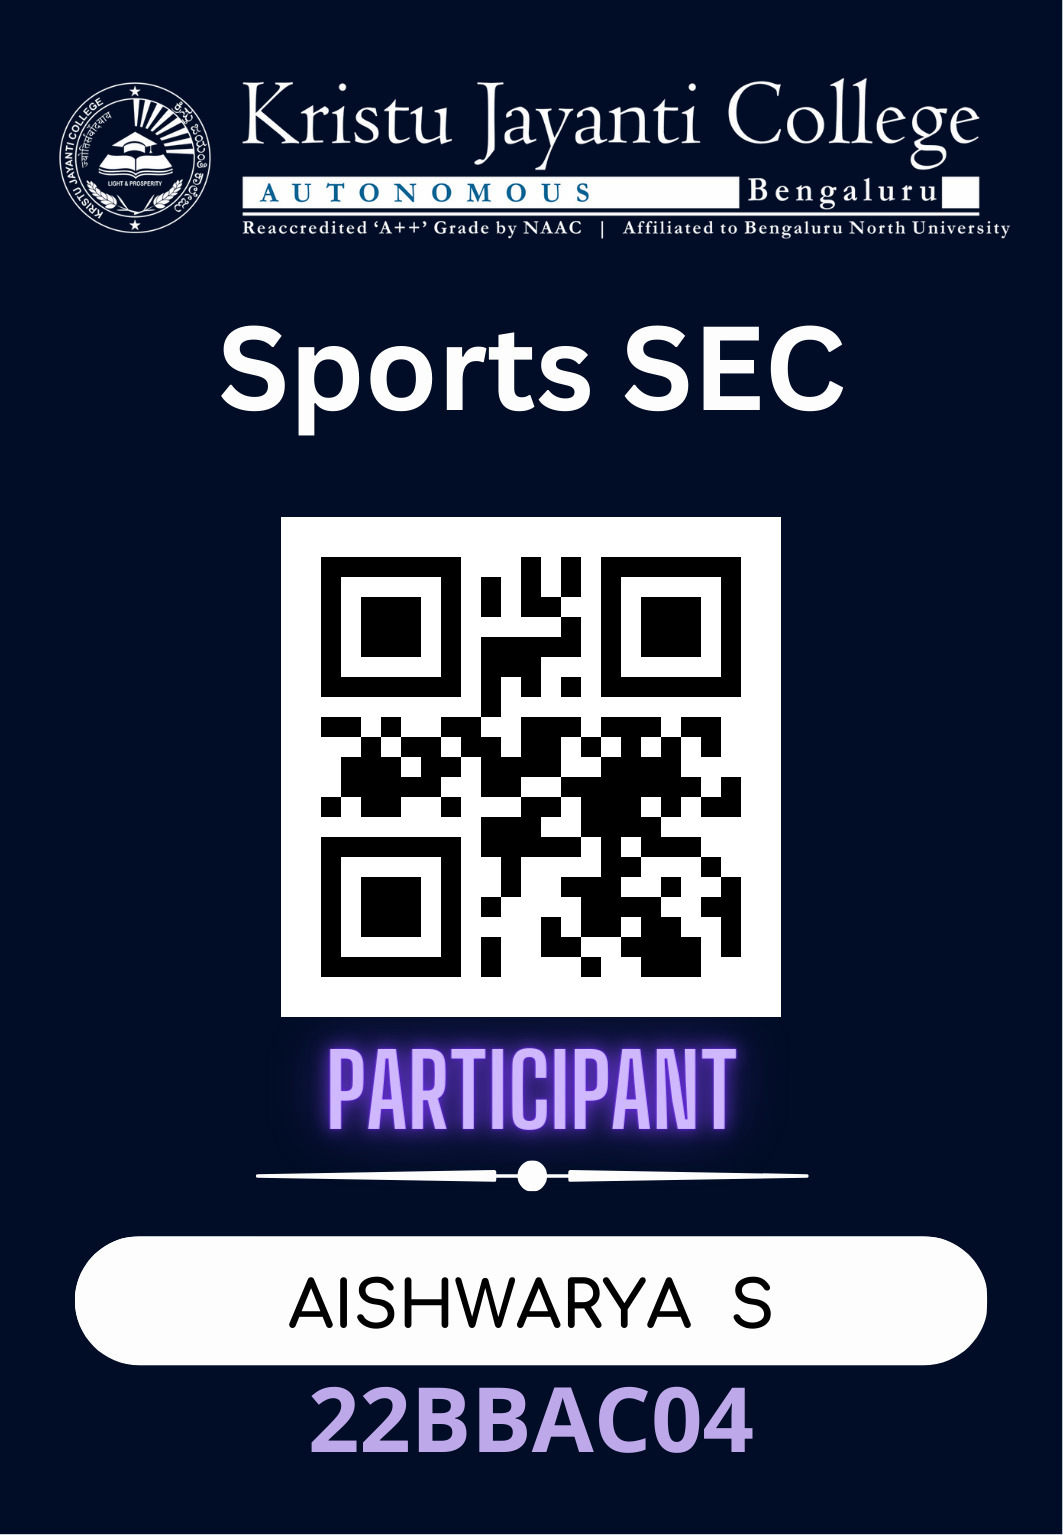 Kristu Jayanti College
AUTONOMOUS Bengaluru
Reaccredited ‘A++’ Grade by NAAC | Affiliated to Bengaluru North University
KRISTU JAYANTI COLLEGE
LIGHT & PROSPERITY
Sports SEC
PARTICIPANT
AISHWARYA S
22BBAC04